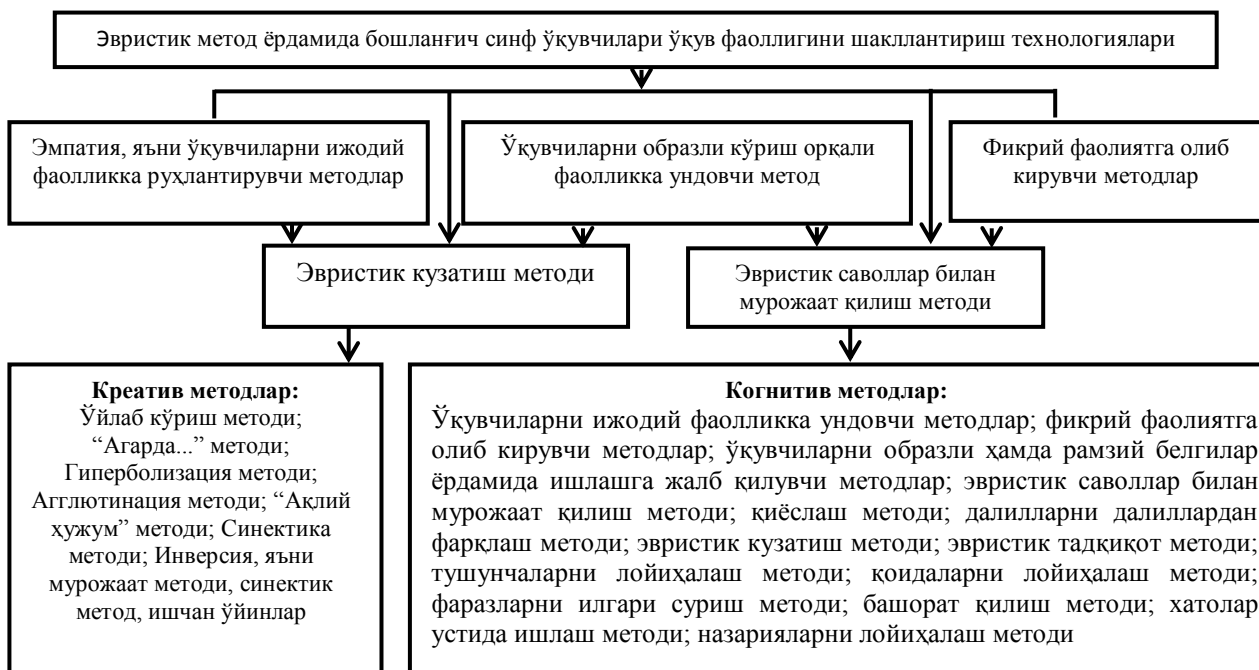 Эвристик метод ёрдамида бошланғич синф ўқувчилари ўқув фаоллигини шакллантириш технологиялари
Эмпатия, яъни ўқувчиларни ижодий
фаолликка руҳлантирувчи методлар
Ўқувчиларни образли кўриш орқали
фаолликка ундовчи метод
Фикрий фаолиятга олиб
кирувчи методлар
Эвристик кузатиш методи
Эвристик саволлар билан
мурожаат қилиш методи
Креатив методлар:
Ўйлаб кўриш методи;
“Агарда...” методи;
Гиперболизация методи;
Агглютинация методи; “Ақлий
ҳужум” методи; Синектика
методи; Инверсия, яъни
мурожаат методи, синектик
метод, ишчан ўйинлар
Когнитив методлар:
Ўқувчиларни ижодий фаолликка ундовчи методлар; фикрий фаолиятга
олиб кирувчи методлар; ўқувчиларни образли ҳамда рамзий белгилар
ёрдамида ишлашга жалб қилувчи методлар; эвристик саволлар билан
мурожаат қилиш методи; қиёслаш методи; далилларни далиллардан
фарқлаш методи; эвристик кузатиш методи; эвристик тадқиқот методи;
тушунчаларни лойиҳалаш методи; қоидаларни лойиҳалаш методи;
фаразларни илгари суриш методи; башорат қилиш методи; хатолар
устида ишлаш методи; назарияларни лойиҳалаш методи